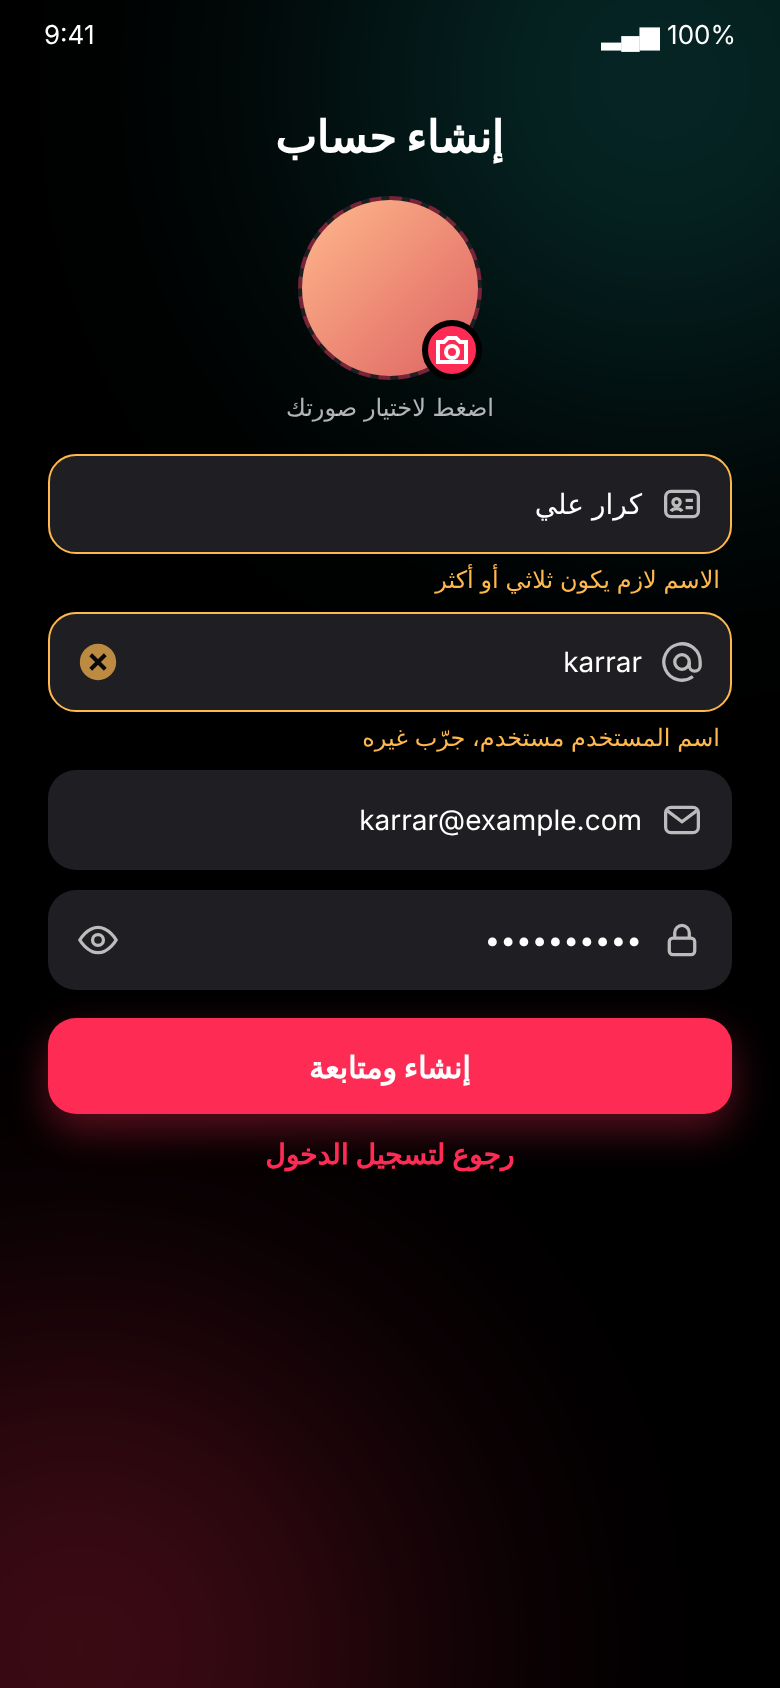 9:41
100%
إنشاء حساب
اضغط لاختيار صورتك
كرار علي
الاسم لازم يكون ثلاثي أو أكثر
karrar
اسم المستخدم مستخدم، جرّب غيره
karrar@example.com
••••••••••
إنشاء ومتابعة
رجوع لتسجيل الدخول